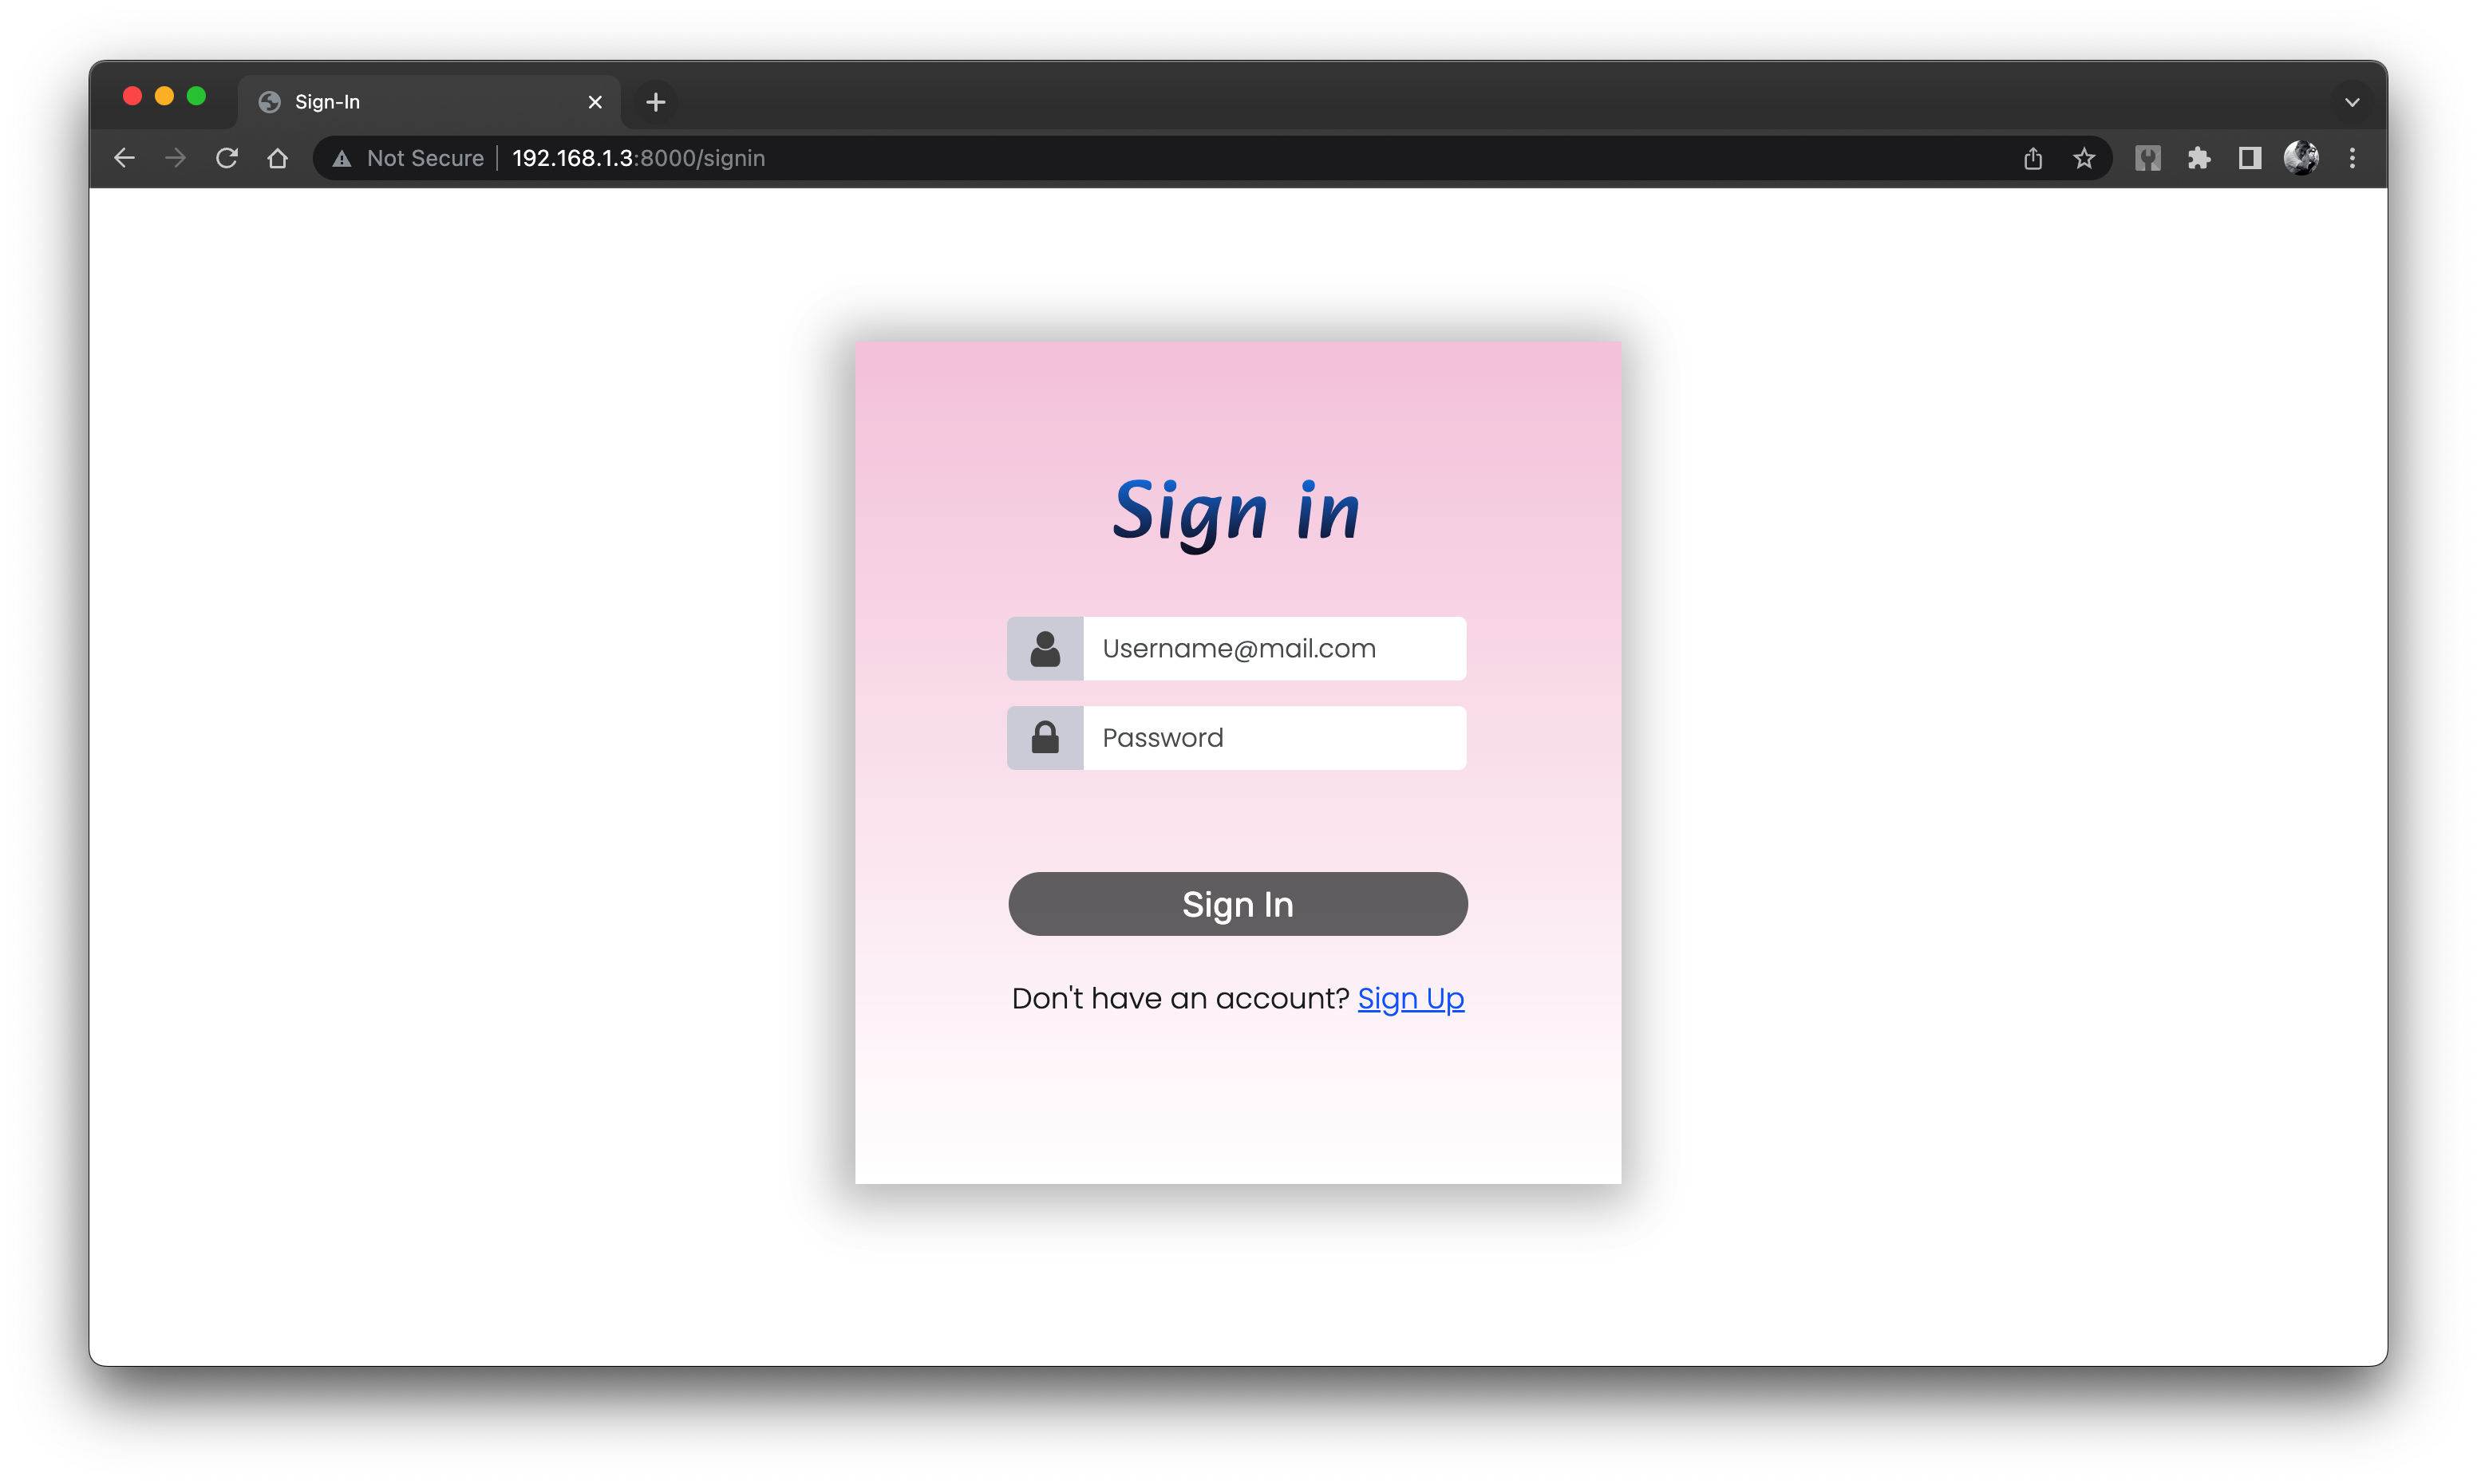 Sign-In
Not Secure 192.168.1.3:8000/signin
Sign in
Username@mail.com
Password
Sign In
Don't have an account? Sign Up